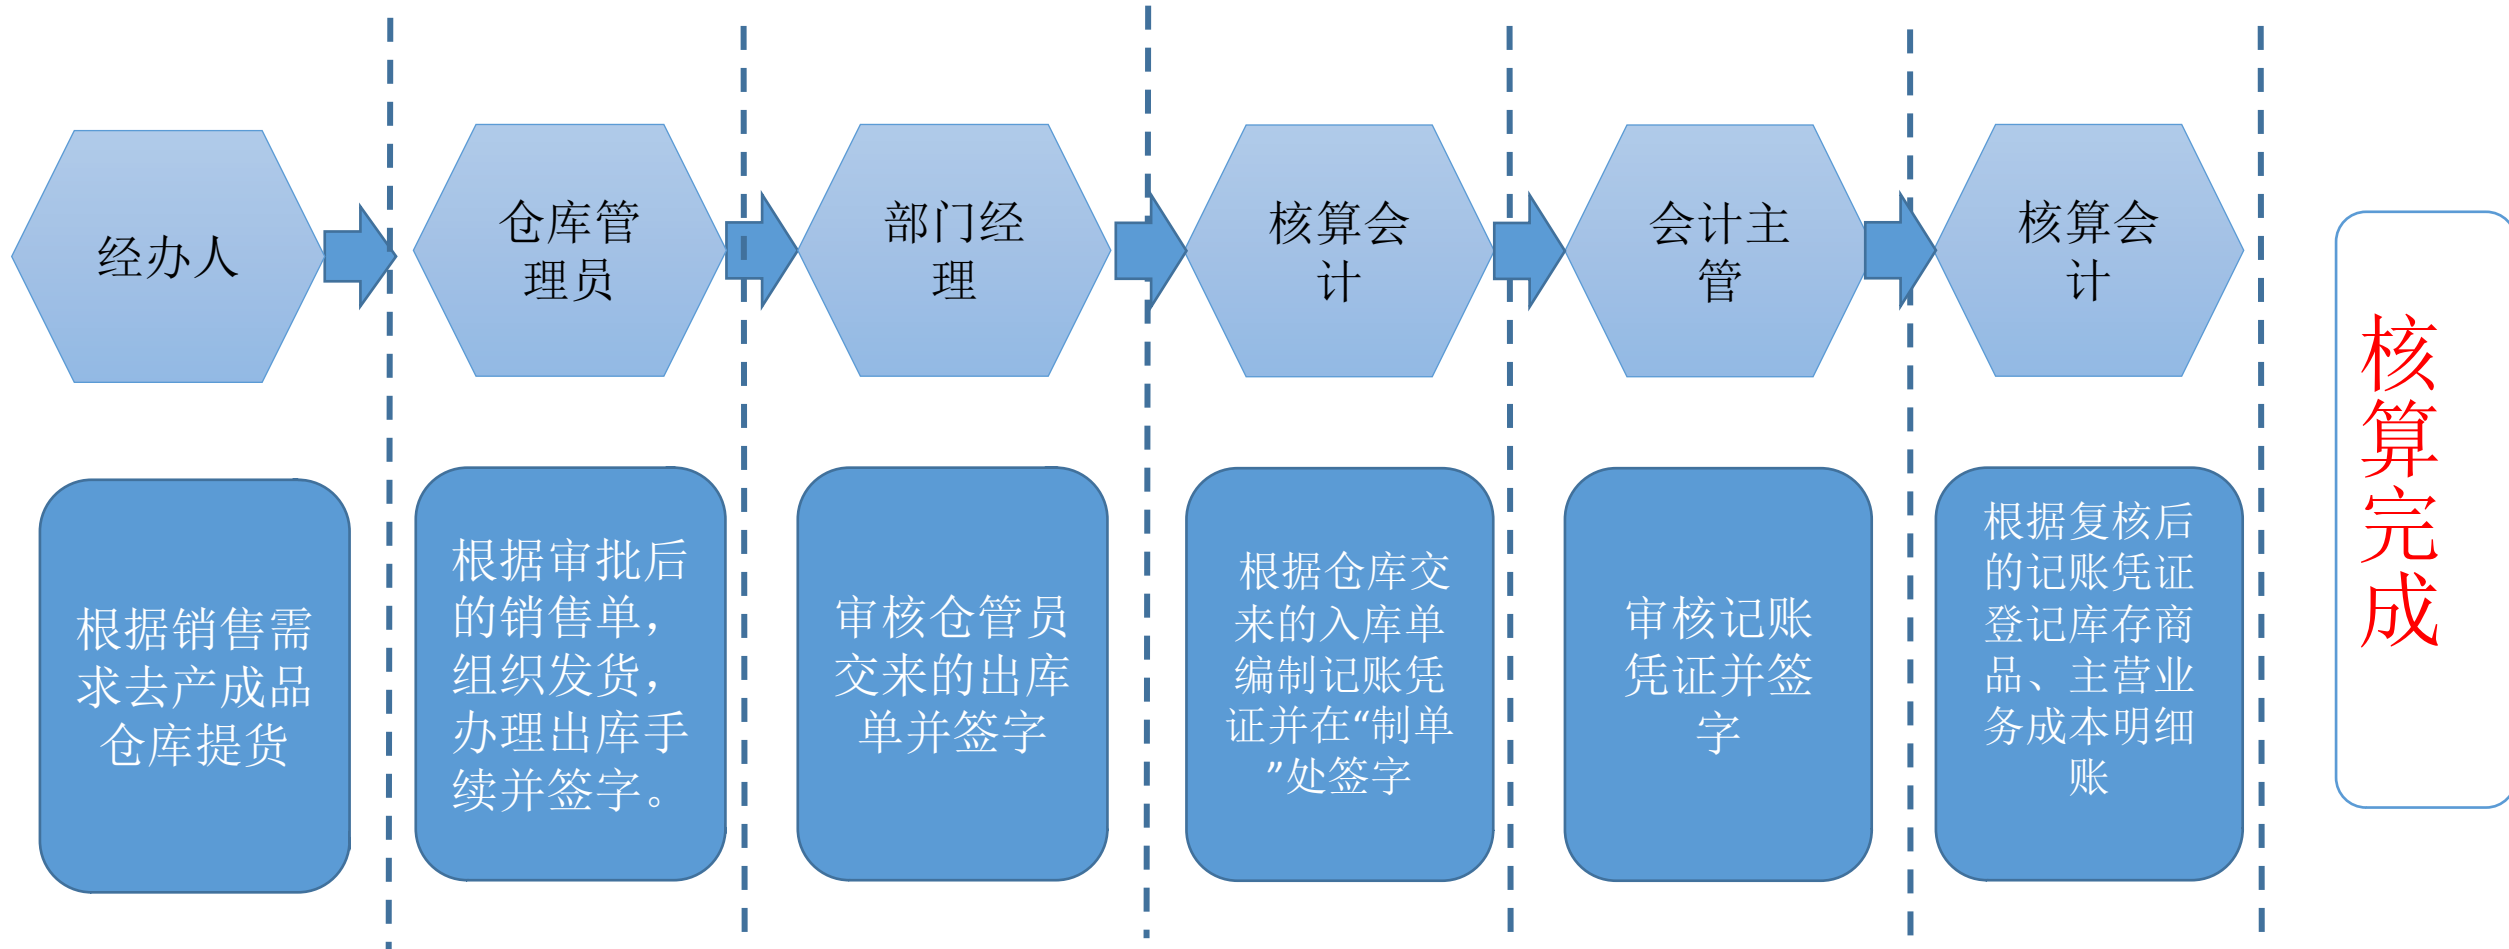 经办人
仓库管
理员
部门经
理
核算会
计
会计主
管
核算会
计
根据销售需
求去产成品
仓库提货
根据审批后
的销售单，
组织发货，
办理出库手
续并签字。
审核仓管员
交来的出库
单并签字
根据仓库交
来的入库单
编制记账凭
证并在“制单
”处签字
审核记账
凭证并签
字
根据复核后
的记账凭证
登记库存商
品、主营业
务成本明细
账
核算完成